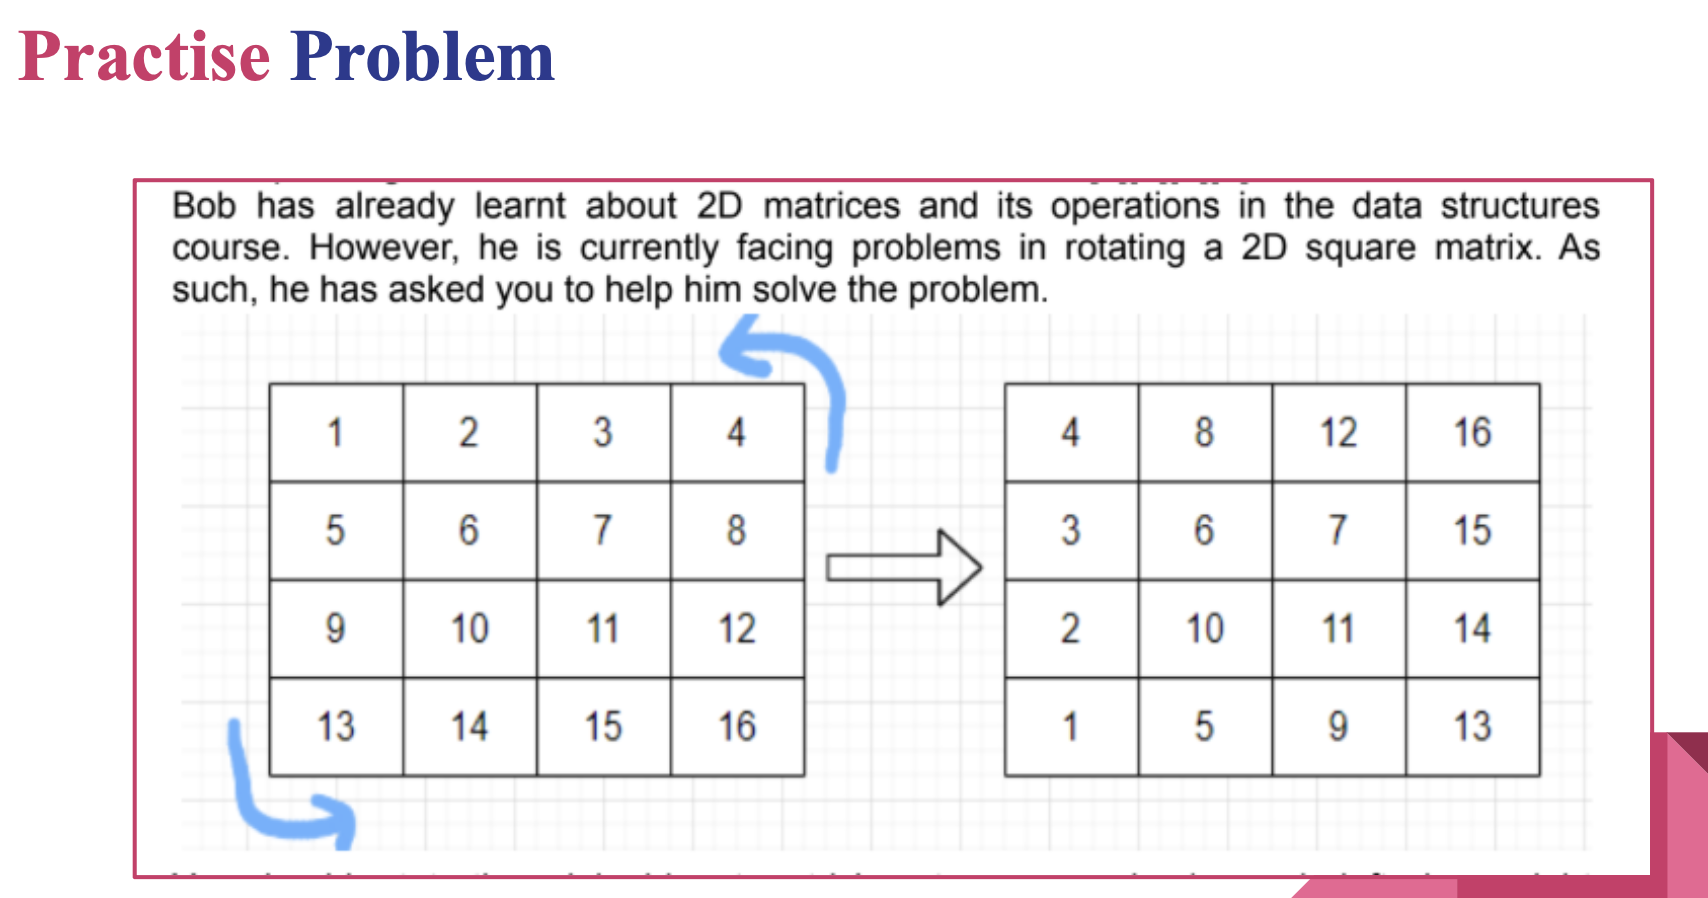 Practise Problem
Bob has already learnt about 2D matrices and its operations in the data structures
course. However, he is currently facing problems in rotating a 2D square matrix. As
such, he has asked you to help him solve the problem.
1 2 3 4 4 8 12 16
5 6 7 8 3 6 7 15
9 10 11 12 2 10 11 14
13 14 15 16 1 5 9 13